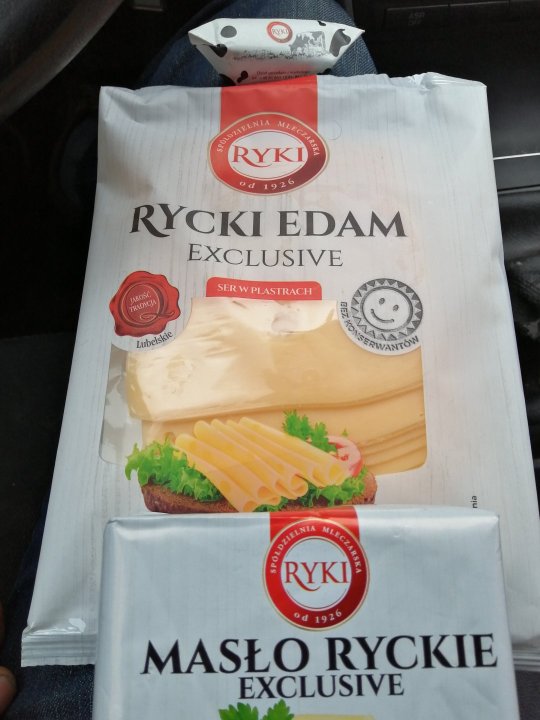 RYKI
SPÓŁDZIELNIA MLECZARSKA
RYKI
od 1926
RYCKI EDAM
EXCLUSIVE
SER W PLASTRACH
JAKOŚĆ
TRADYCJA
Lubelskie
BEZ KONSERWANTÓW
SPÓŁDZIELNIA MLECZARSKA
RYKI
od 1926
MASŁO RYCKIE
EXCLUSIVE